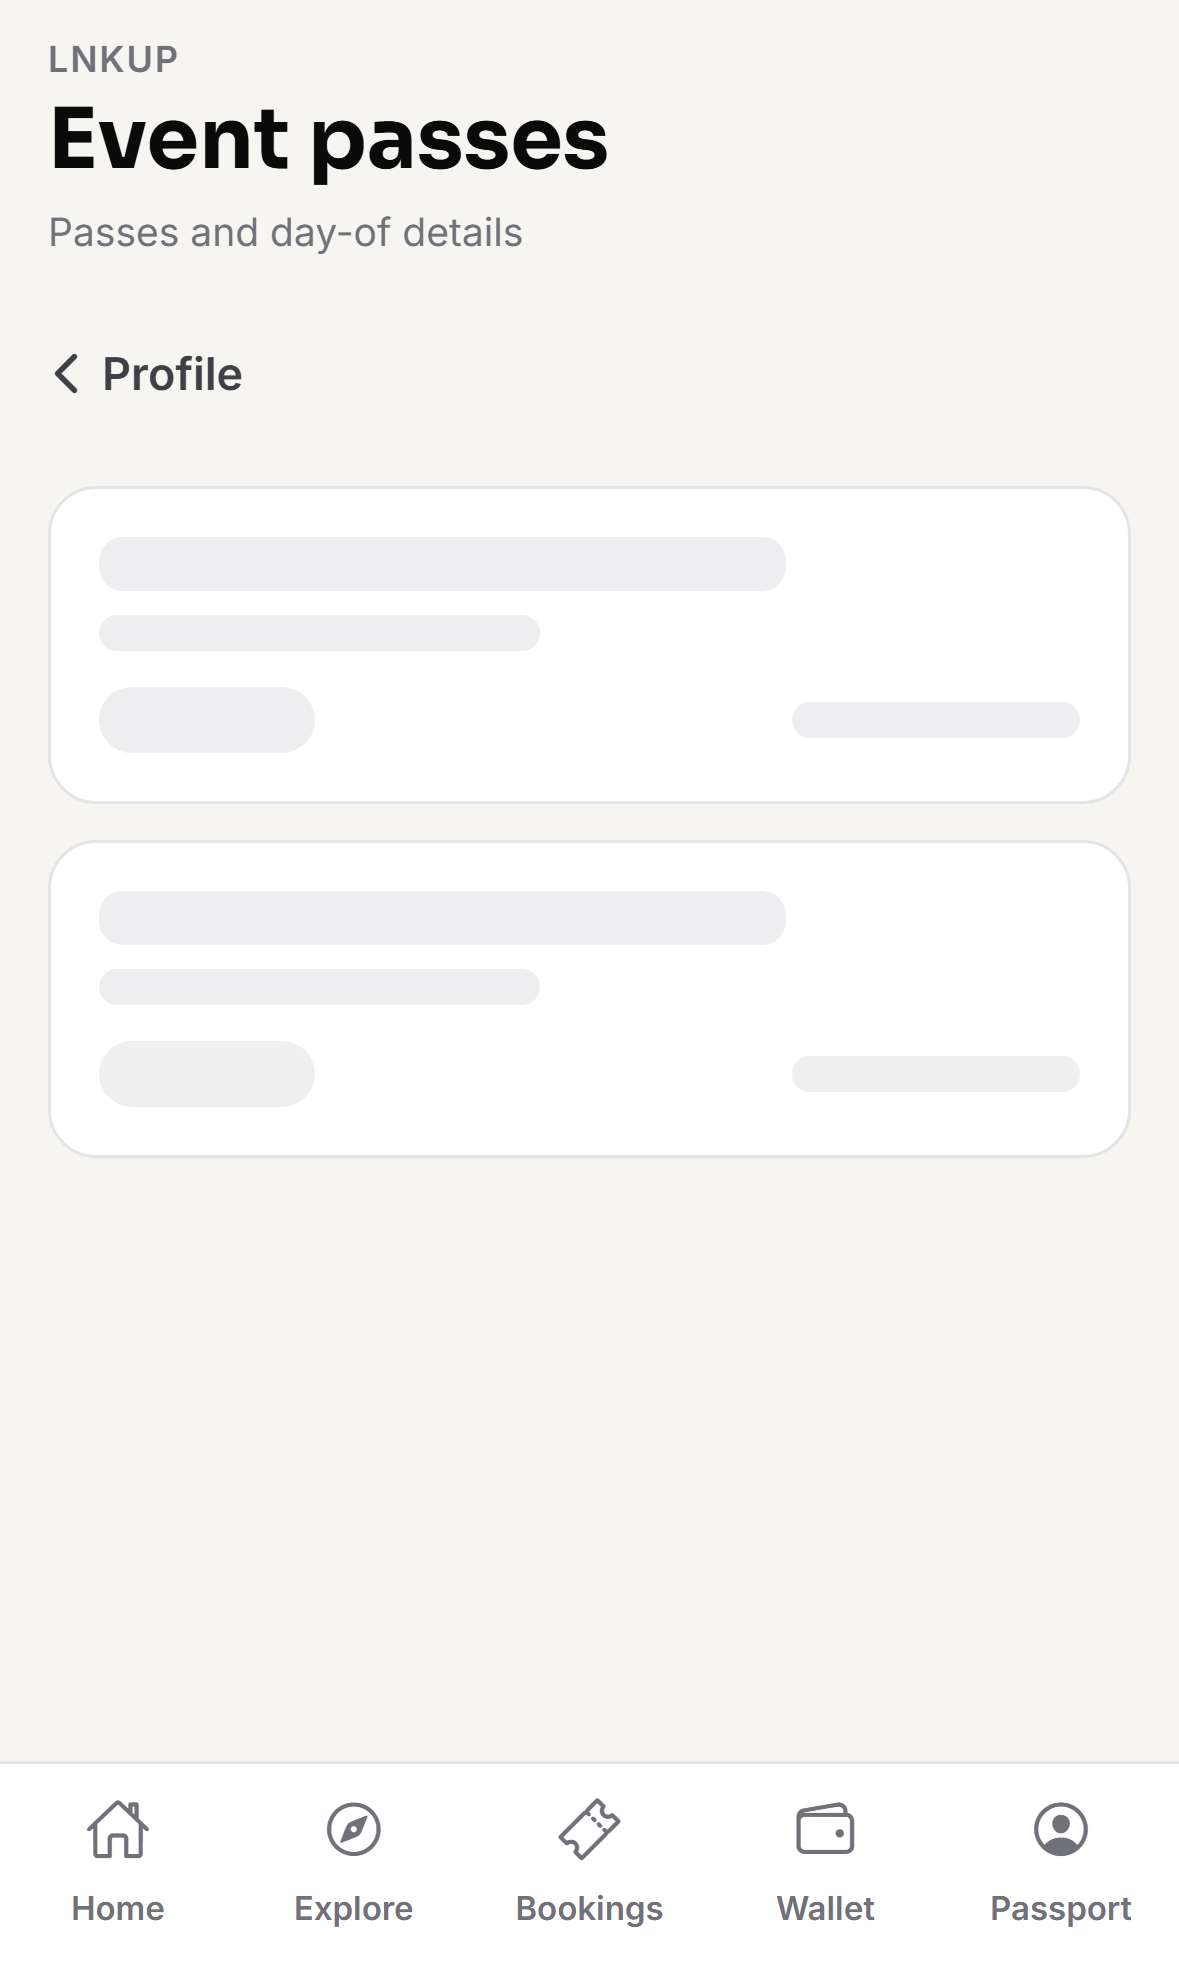 LNKUP
Event passes
Passes and day-of details
Profile
Home
Explore
Bookings
Wallet
Passport